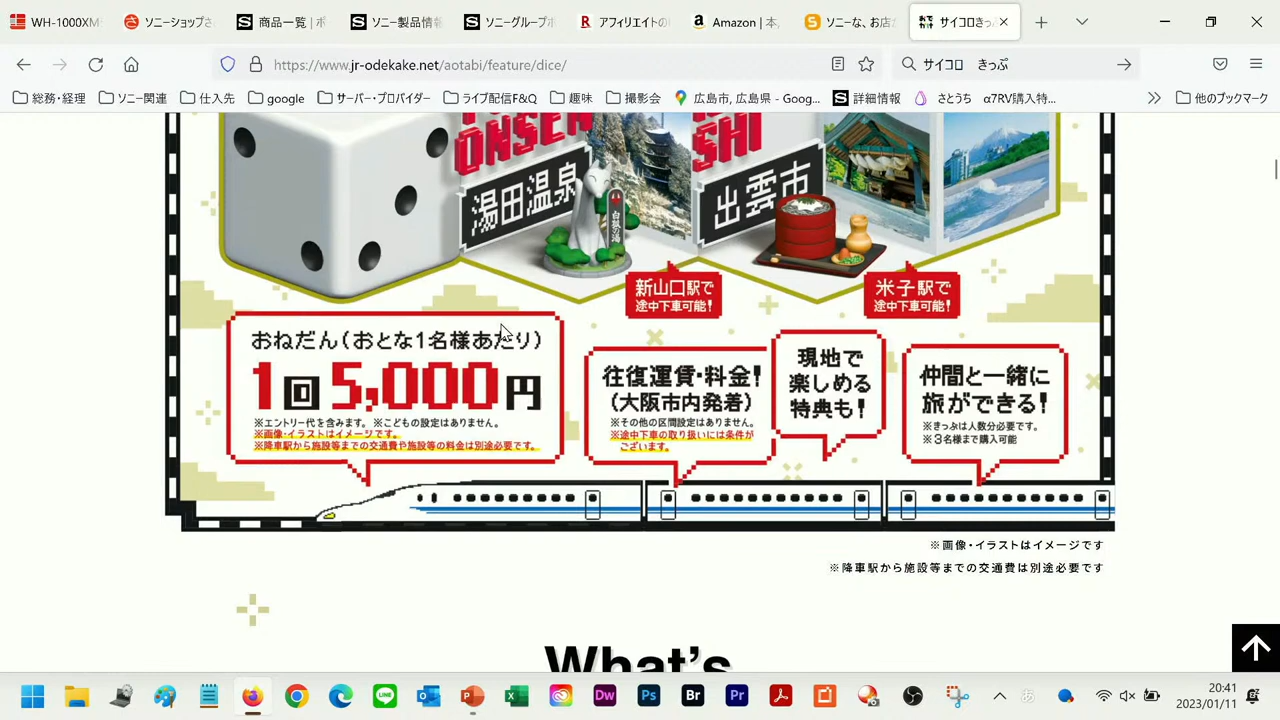 WH-1000XM
ソニーショップさ
商品一覧 | ポ
ソニー製品情報
ソニーグループポ
アフィリエイトの
Amazon | 本,
ソニーな、お店が
サイコロきっ
https://www.jr-odekake.net/aotabi/feature/dice/
サイコロ　きっぷ
総務・経理
ソニー関連
仕入先
google
サーバー・プロバイダー
ライブ配信F&Q
趣味
撮影会
広島市, 広島県 - Goog...
詳細情報
さとうち
α7RV購入特...
他のブックマーク
ONSEN
SHI
湯田温泉
白狐の湯
出雲市
新山口駅で
途中下車可能!
米子駅で
途中下車可能!
おねだん(おとな1名様あたり)
1回5,000円
※エントリー代を含みます。 ※こどもの設定はありません。
※画像・イラストはイメージです。
※降車駅から施設等までの交通費や施設等の料金は別途必要です。
往復運賃・料金!
(大阪市内発着)
※その他の区間設定はありません。
※途中下車の取り扱いには条件が
ございます。
現地で
楽しめる
特典も!
仲間と一緒に
旅ができる!
※きっぷは人数分必要です。
※3名様まで購入可能
※画像・イラストはイメージです
※降車駅から施設等までの交通費は別途必要です
What's
20:41
2023/01/11